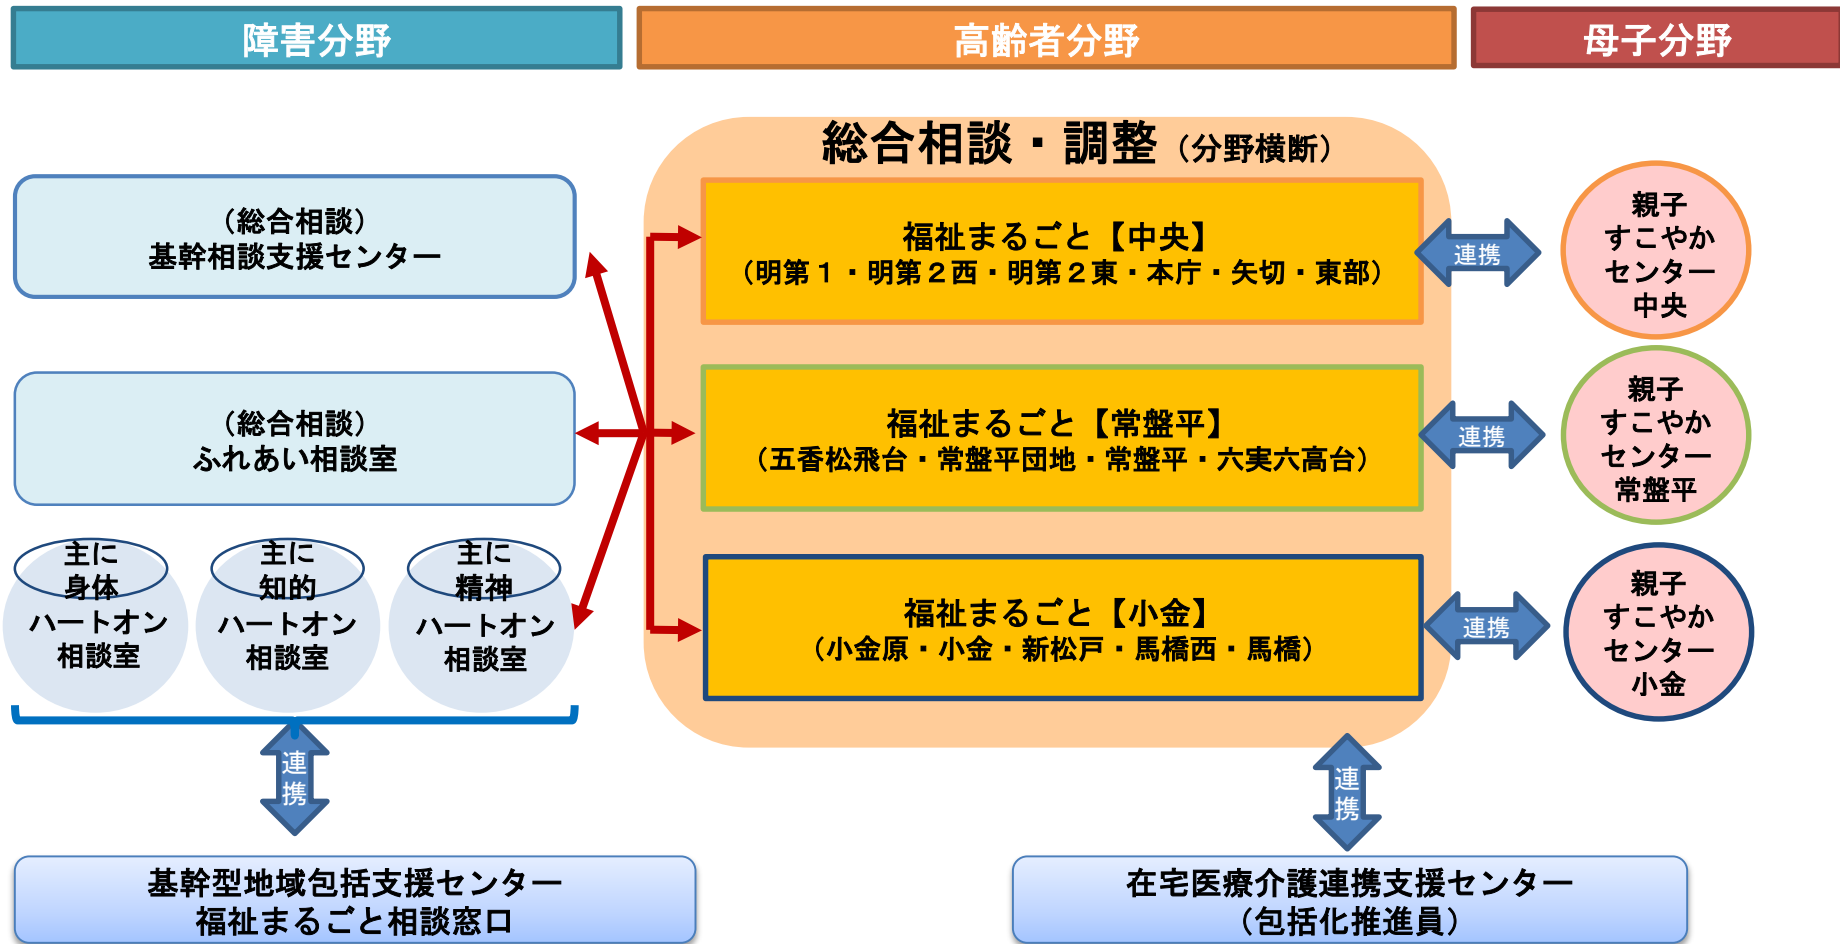 障害分野
高齢者分野
母子分野
総合相談・調整（分野横断）
（総合相談）
基幹相談支援センター
（総合相談）
ふれあい相談室
主に
身体
ハートオン
相談室
主に
知的
ハートオン
相談室
主に
精神
ハートオン
相談室
連
携
基幹型地域包括支援センター
福祉まるごと相談窓口
福祉まるごと【中央】
（明第１・明第２西・明第２東・本庁・矢切・東部）
連携
親子
すこやか
センター
中央
福祉まるごと【常盤平】
（五香松飛台・常盤平団地・常盤平・六実六高台）
連携
親子
すこやか
センター
常盤平
福祉まるごと【小金】
（小金原・小金・新松戸・馬橋西・馬橋）
連携
親子
すこやか
センター
小金
連
携
在宅医療介護連携支援センター
（包括化推進員）